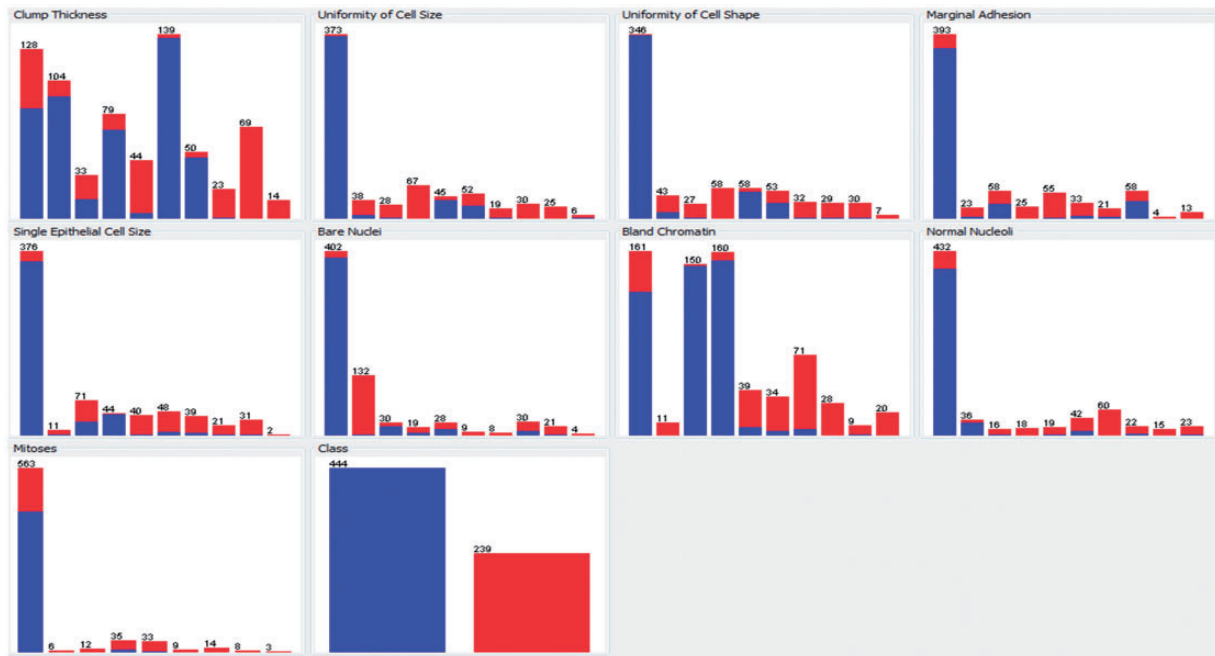 Clump Thickness
128 104 33 79 44 139 50 23 69 14
Uniformity of Cell Size
373 38 28 67 45 52 19 30 25 6
Uniformity of Cell Shape
346 43 27 58 58 53 32 29 30 7
Marginal Adhesion
393 23 58 25 55 33 21 58 4 13
Single Epithelial Cell Size
376 11 71 44 40 48 39 21 31 2
Bare Nuclei
402 132 30 19 28 9 8 30 21 4
Bland Chromatin
161 11 150 160 39 34 71 28 9 20
Normal Nucleoli
432 36 16 18 19 42 60 22 15 23
Mitoses
563 6 12 35 33 9 14 8 3
Class
444 239